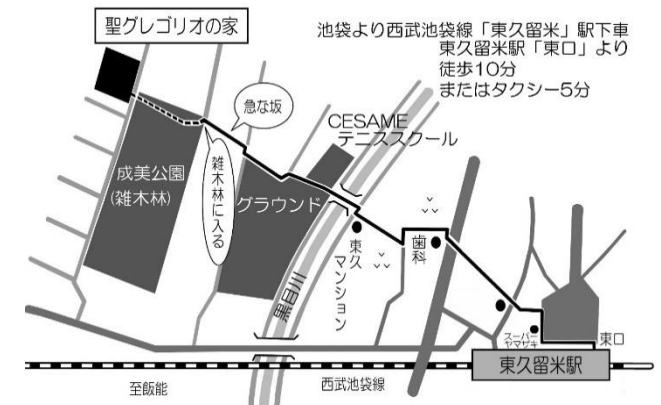 聖グレゴリオの家
池袋より西武池袋線「東久留米」駅下車
東久留米駅「東口」より
徒歩10分
またはタクシー5分
急な坂
CESAME
テニススクール
成美公園
(雑木林)
雑木林に入る
グラウンド
東久
マンション
歯科
黒目川
スーパー
ヤマザキ
東口
東久留米駅
至飯能
西武池袋線